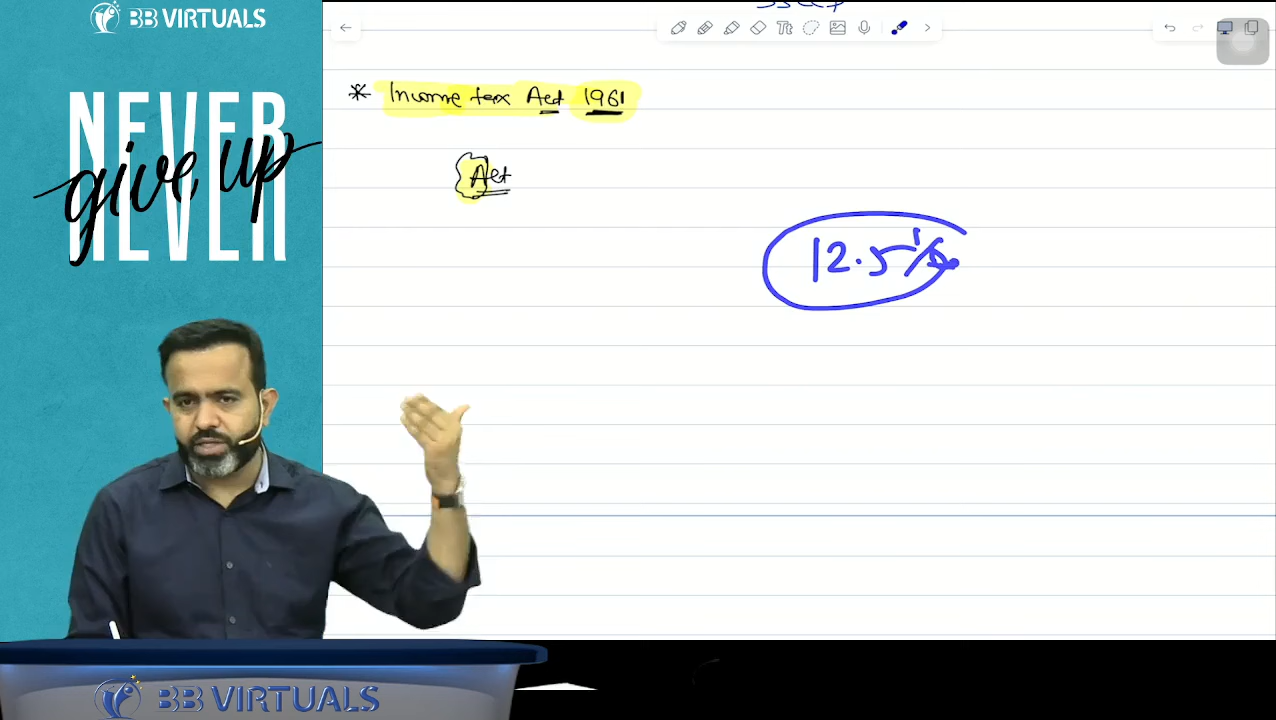 BB VIRTUALS
NEVER
give up
NEVER
* Income tax Act 1961
Act
12.5%
BB VIRTUALS